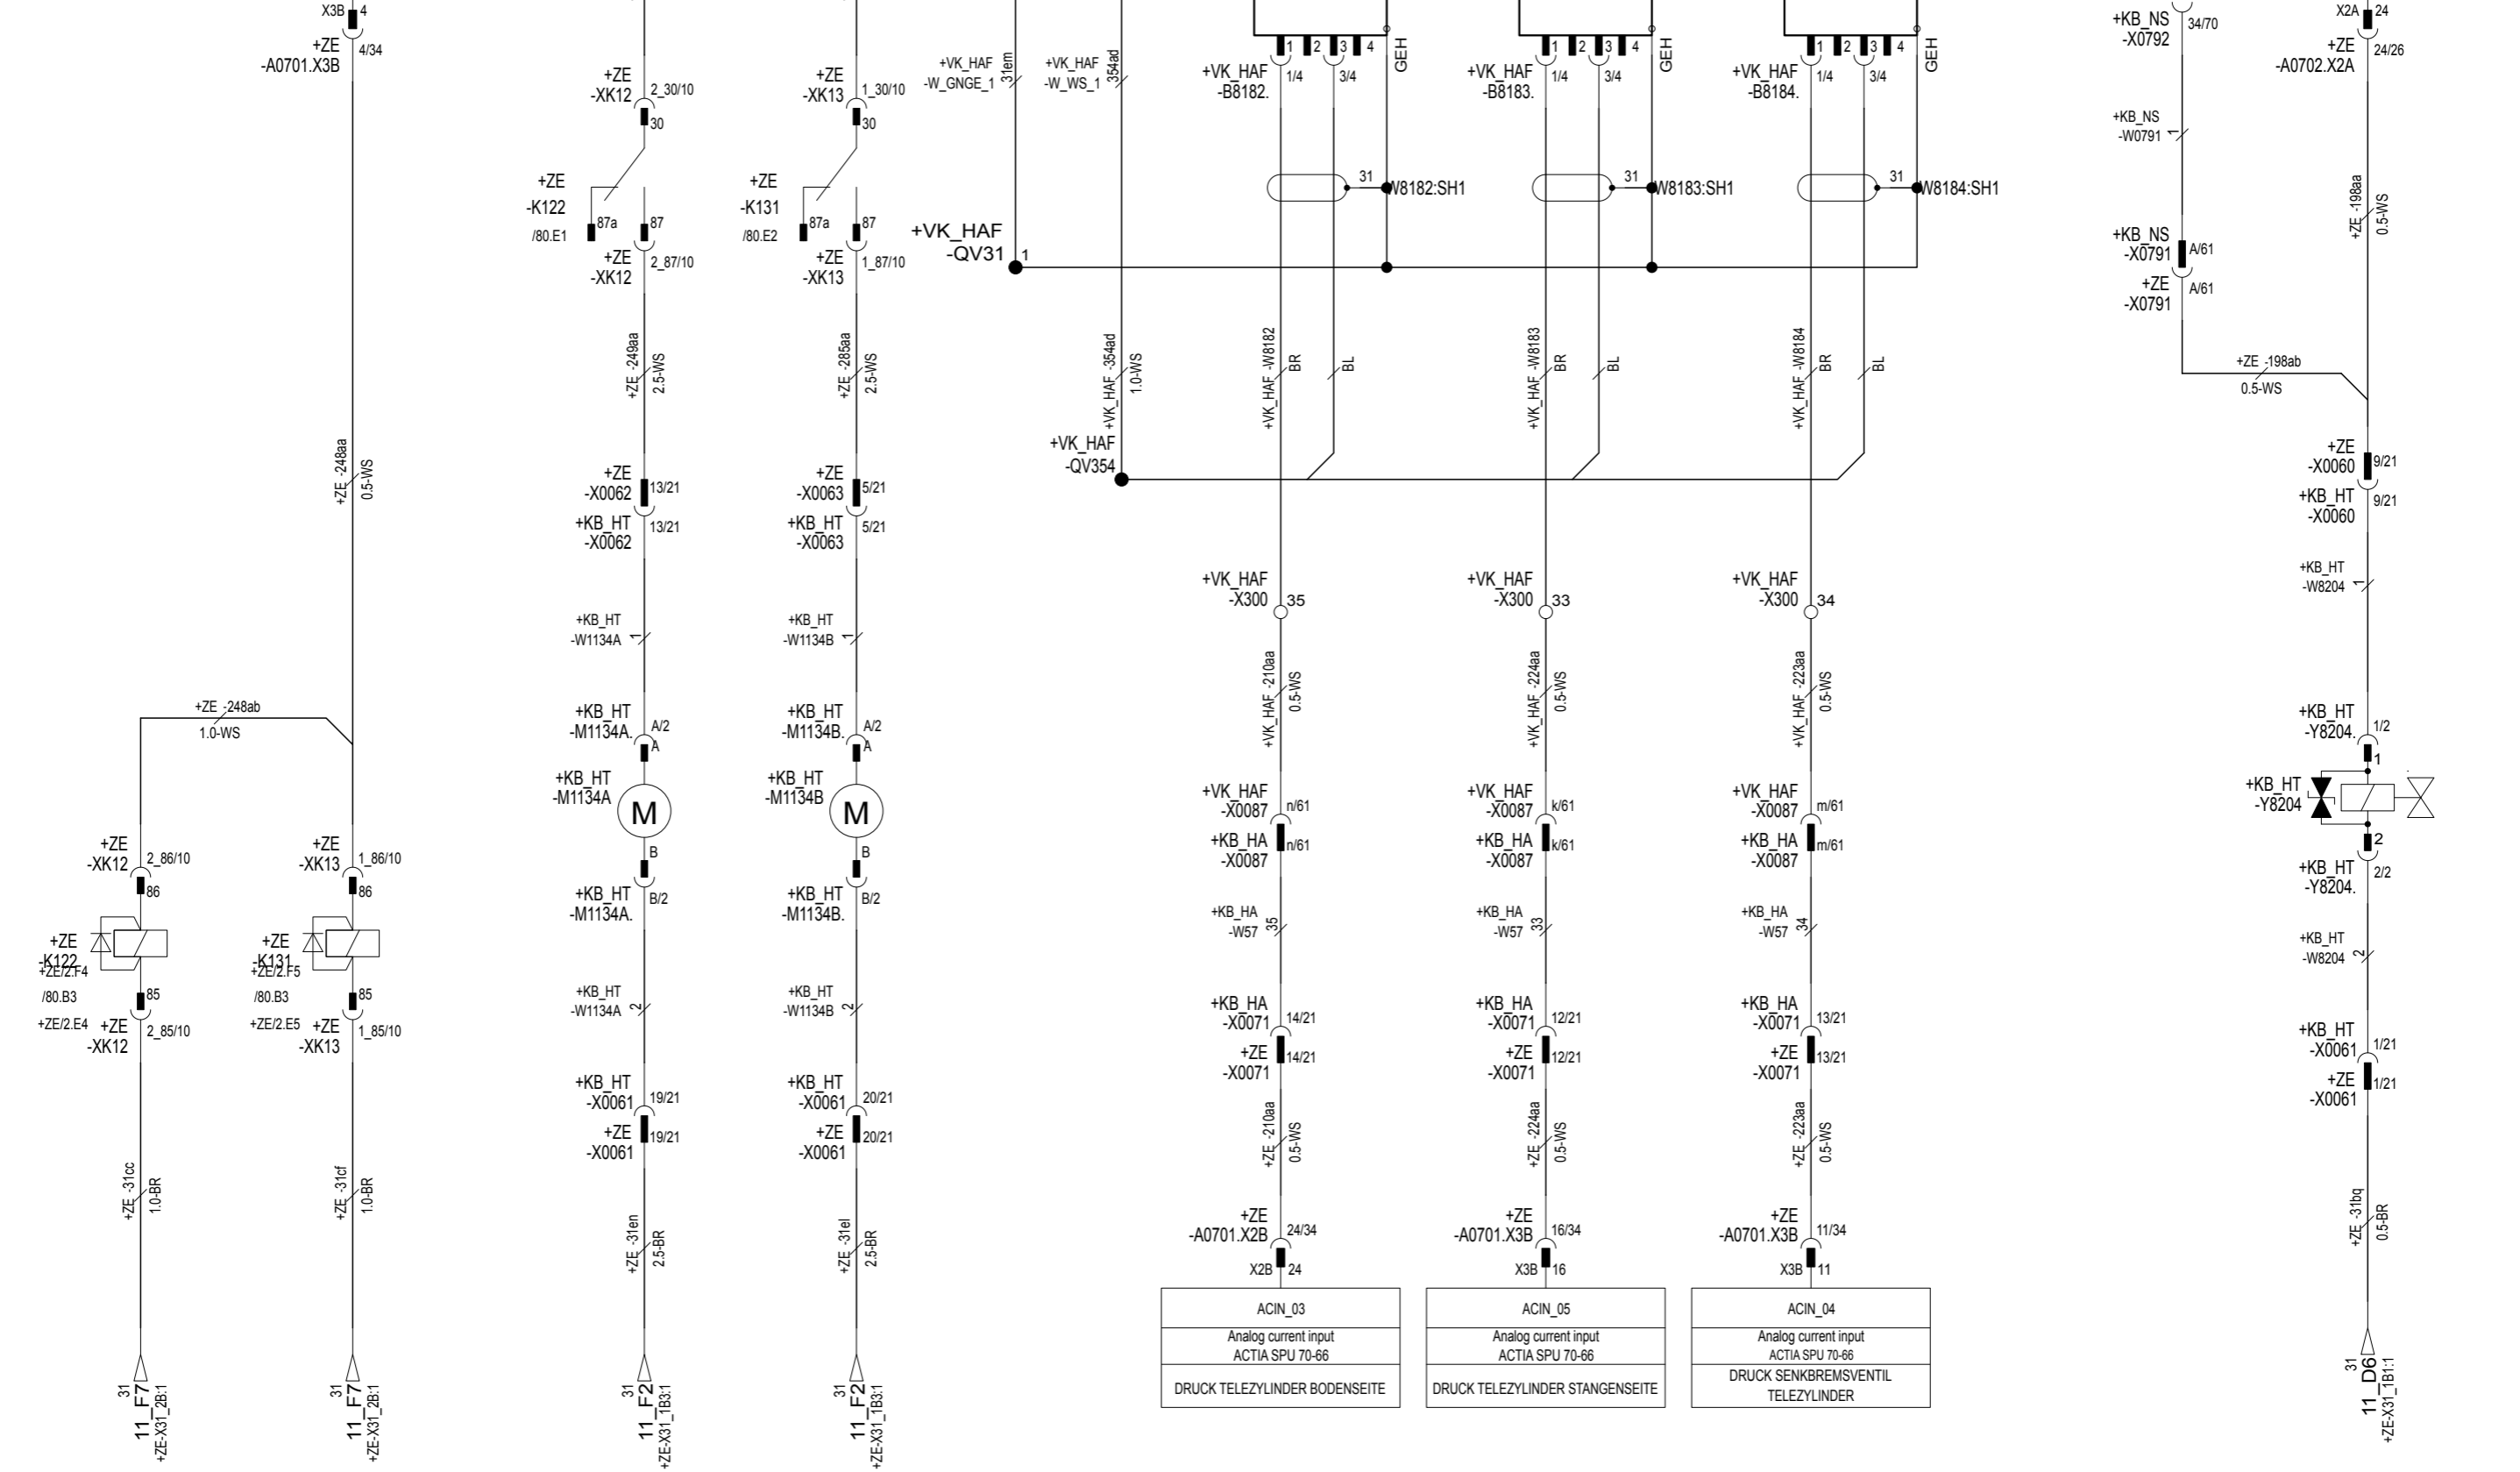 X3B 4
+ZE 4/34
-A0701.X3B
+ZE -248aa
0.5-WS
+ZE -248ab
1.0-WS
+ZE 2_86/10
-XK12
86
+ZE
-K122
+ZE/2.F4
/80.B3
85
+ZE/2.E4 +ZE 2_85/10
-XK12
+ZE -31cc
1.0-BR
31
11_F7
+ZE-X31_2B:1
+ZE 1_86/10
-XK13
86
+ZE
-K131
+ZE/2.F5
/80.B3
85
+ZE/2.E5 +ZE 1_85/10
-XK13
+ZE -31cf
1.0-BR
31
11_F7
+ZE-X31_2B:1
+ZE 2_30/10
-XK12
30
+ZE
-K122
/80.E1
87a
87
+ZE 2_87/10
-XK12
+ZE -249aa
2.5-WS
+ZE
-X0062 13/21
+KB_HT 13/21
-X0062
+KB_HT
-W1134A 1
+KB_HT
-M1134A. A/2
A
+KB_HT
-M1134A
M
B
+KB_HT B/2
-M1134A.
+KB_HT
-W1134A 2
+KB_HT
-X0061 19/21
+ZE 19/21
-X0061
+ZE -31en
2.5-BR
31
11_F2
+ZE-X31_1B3:1
+ZE 1_30/10
-XK13
30
+ZE
-K131
/80.E2
87a
87
+ZE 1_87/10
-XK13
+ZE -285aa
2.5-WS
+ZE
-X0063 5/21
+KB_HT 5/21
-X0063
+KB_HT
-W1134B 1
+KB_HT
-M1134B. A/2
A
+KB_HT
-M1134B
M
B
+KB_HT B/2
-M1134B.
+KB_HT
-W1134B 2
+KB_HT
-X0061 20/21
+ZE 20/21
-X0061
+ZE -31el
2.5-BR
31
11_F2
+ZE-X31_1B3:1
+VK_HAF
-W_GNGE_1
31em
+VK_HAF
-QV31 1
+VK_HAF
-W_WS_1
354ad
+VK_HAF -354ad
1.0-WS
+VK_HAF
-QV354
1 2 3 4
GEH
+VK_HAF 1/4 3/4
-B8182.
31
W8182:SH1
+VK_HAF -W8182
BR
BL
+VK_HAF
-X300 35
+VK_HAF -210aa
0.5-WS
+VK_HAF
-X0087 n/61
+KB_HA n/61
-X0087
+KB_HA
-W57 35
+KB_HA
-X0071 14/21
+ZE 14/21
-X0071
+ZE -210aa
0.5-WS
+ZE
-A0701.X2B 24/34
X2B 24
ACIN_03
Analog current input
ACTIA SPU 70-66
DRUCK TELEZYLINDER BODENSEITE
1 2 3 4
GEH
+VK_HAF 1/4 3/4
-B8183.
31
W8183:SH1
+VK_HAF -W8183
BR
BL
+VK_HAF
-X300 33
+VK_HAF -224aa
0.5-WS
+VK_HAF
-X0087 k/61
+KB_HA k/61
-X0087
+KB_HA
-W57 33
+KB_HA
-X0071 12/21
+ZE 12/21
-X0071
+ZE -224aa
0.5-WS
+ZE
-A0701.X3B 16/34
X3B 16
ACIN_05
Analog current input
ACTIA SPU 70-66
DRUCK TELEZYLINDER STANGENSEITE
1 2 3 4
GEH
+VK_HAF 1/4 3/4
-B8184.
31
W8184:SH1
+VK_HAF -W8184
BR
BL
+VK_HAF
-X300 34
+VK_HAF -223aa
0.5-WS
+VK_HAF
-X0087 m/61
+KB_HA m/61
-X0087
+KB_HA
-W57 34
+KB_HA
-X0071 13/21
+ZE 13/21
-X0071
+ZE -223aa
0.5-WS
+ZE
-A0701.X3B 11/34
X3B 11
ACIN_04
Analog current input
ACTIA SPU 70-66
DRUCK SENKBREMSVENTIL
TELEZYLINDER
+KB_NS 34/70
-X0792
+KB_NS
-W0791 1
+KB_NS
-X0791 A/61
+ZE A/61
-X0791
+ZE -198ab
0.5-WS
X2A 24
+ZE 24/26
-A0702.X2A
+ZE -198aa
0.5-WS
+ZE
-X0060 9/21
+KB_HT 9/21
-X0060
+KB_HT
-W8204 1
+KB_HT
-Y8204. 1/2
1
+KB_HT
-Y8204
2
+KB_HT 2/2
-Y8204.
+KB_HT
-W8204 2
+KB_HT
-X0061 1/21
+ZE 1/21
-X0061
+ZE -31bq
0.5-BR
31
11_D6
+ZE-X31_1B1:1